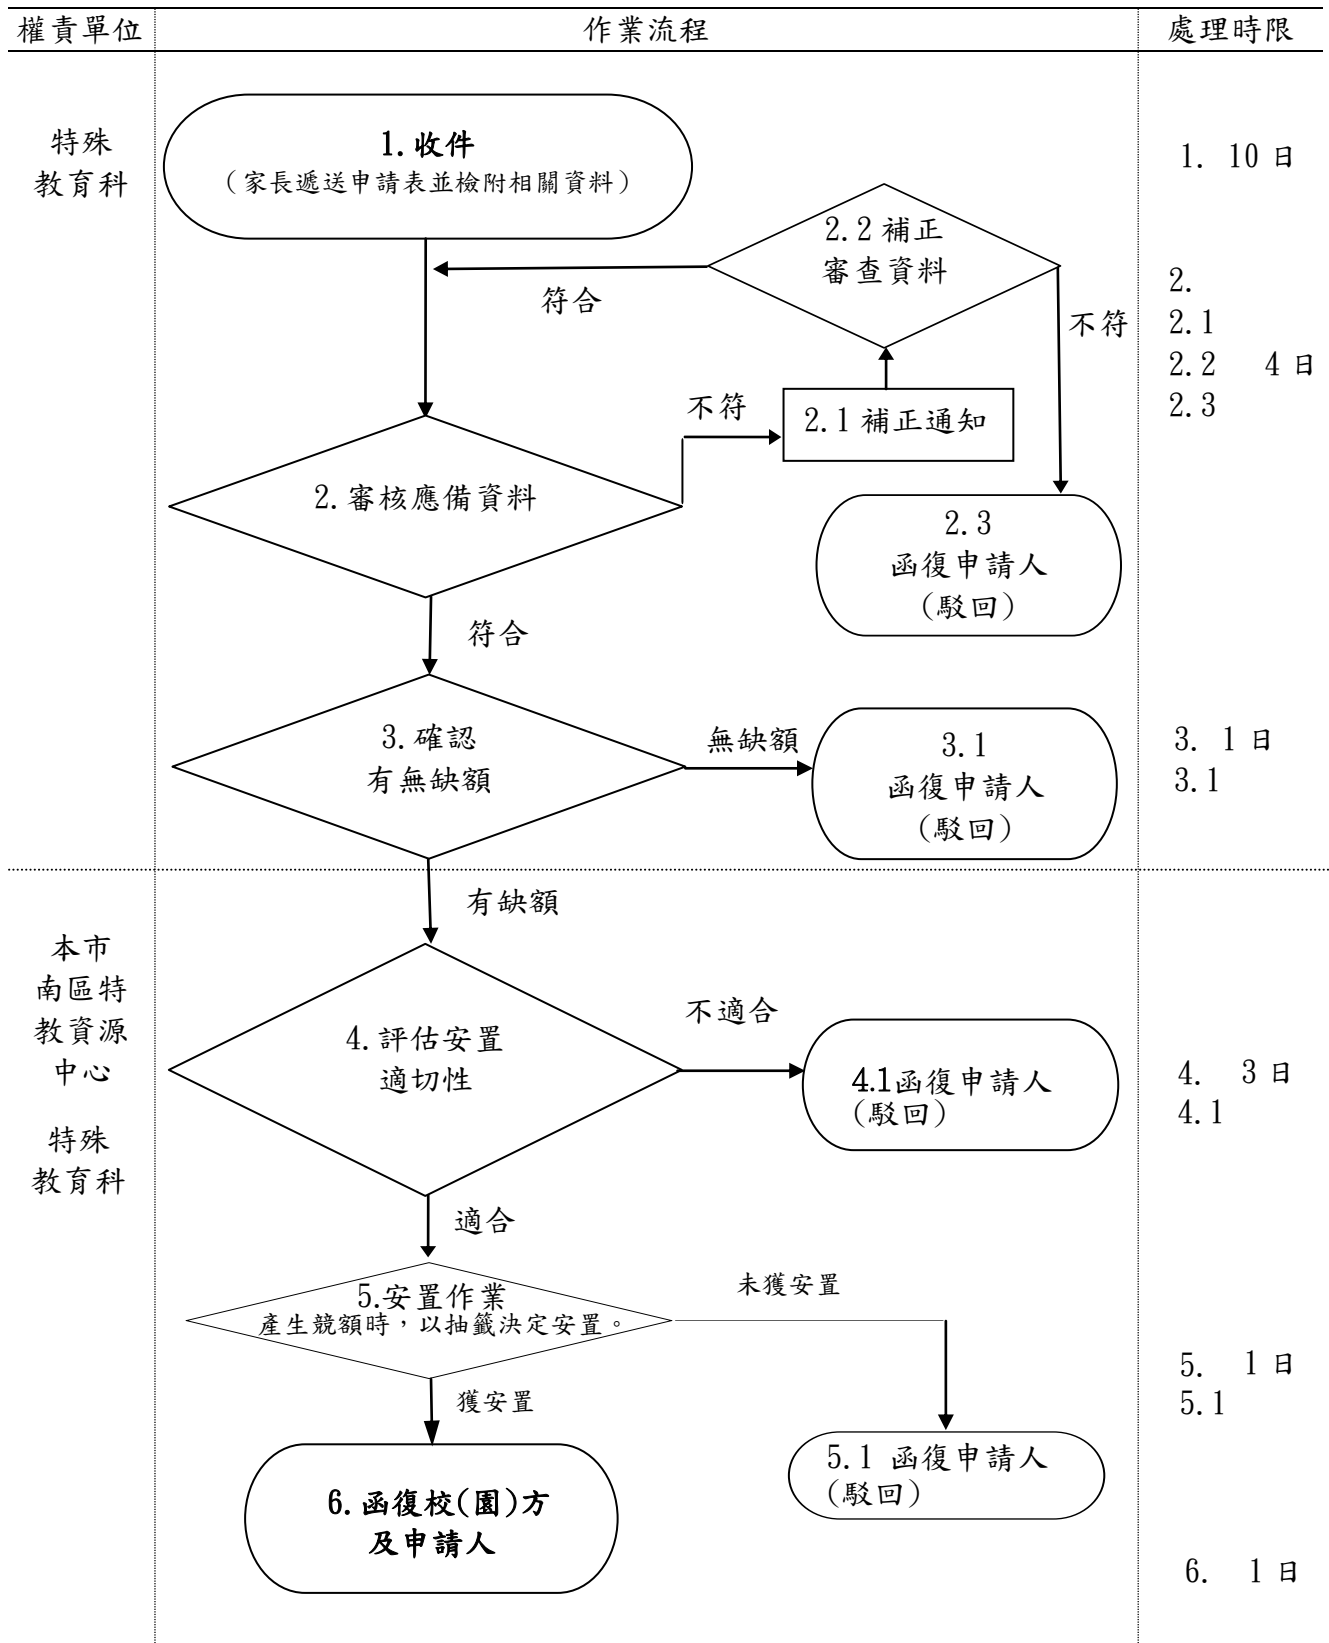 權責單位
作業流程
處理時限
特殊
教育科
1.收件
（家長遞送申請表並檢附相關資料）
1. 10 日
2.2 補正
審查資料
符合
不符
2.
2.1
2.2 4 日
2.3
不符
2.1 補正通知
2.審核應備資料
2.3
函復申請人
(駁回)
符合
3.確認
有無缺額
無缺額
3.1
函復申請人
(駁回)
3. 1 日
3.1
有缺額
本市
南區特
教資源
中心
特殊
教育科
4.評估安置
適切性
不適合
4.1函復申請人
(駁回)
4. 3 日
4.1
適合
5.安置作業
產生競額時，以抽籤決定安置。
未獲安置
5. 1 日
5.1
獲安置
5.1 函復申請人
(駁回)
6.函復校(園)方
及申請人
6. 1 日